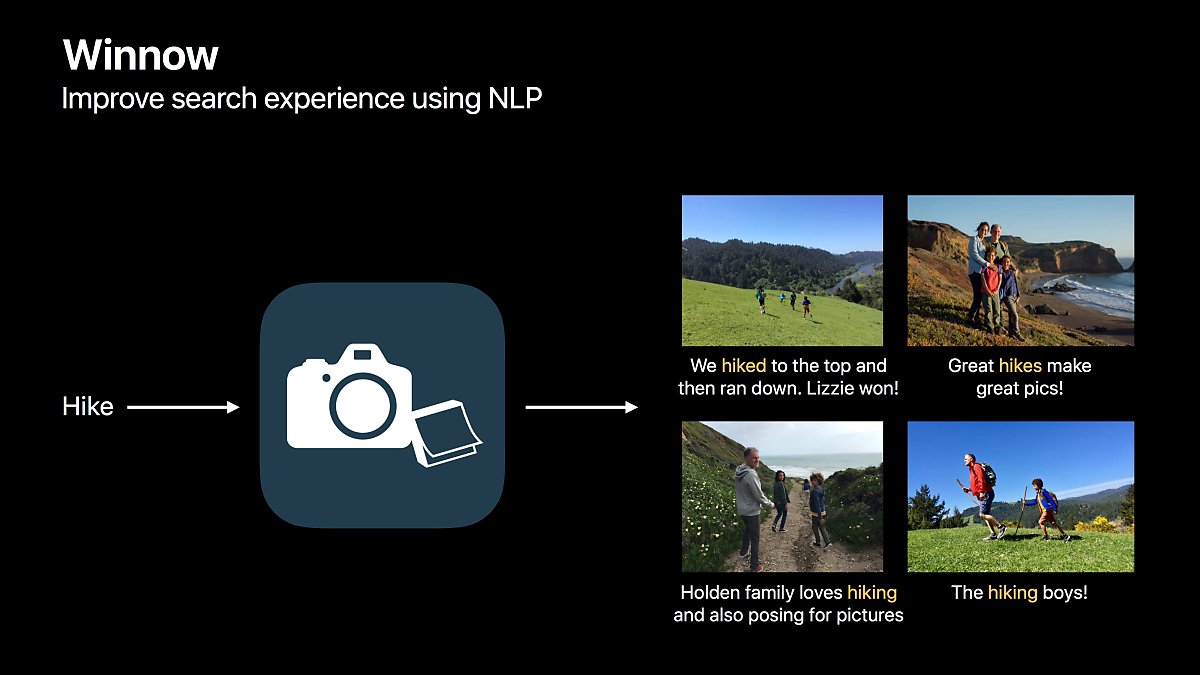 Winnow
Improve search experience using NLP
Hike
We hiked to the top and
then ran down. Lizzie won!
Great hikes make
great pics!
Holden family loves hiking
and also posing for pictures
The hiking boys!